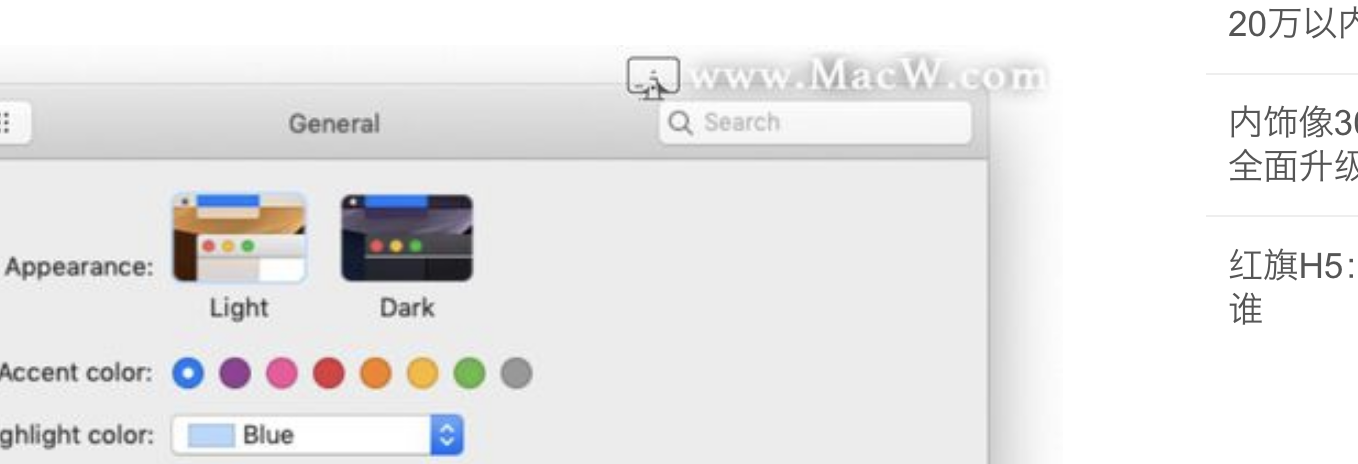 www.MacW.com
General
Search
Appearance:
Light
Dark
Accent color:
ghlight color:
Blue
20万以内
内饰像30
全面升级
红旗H5:
谁